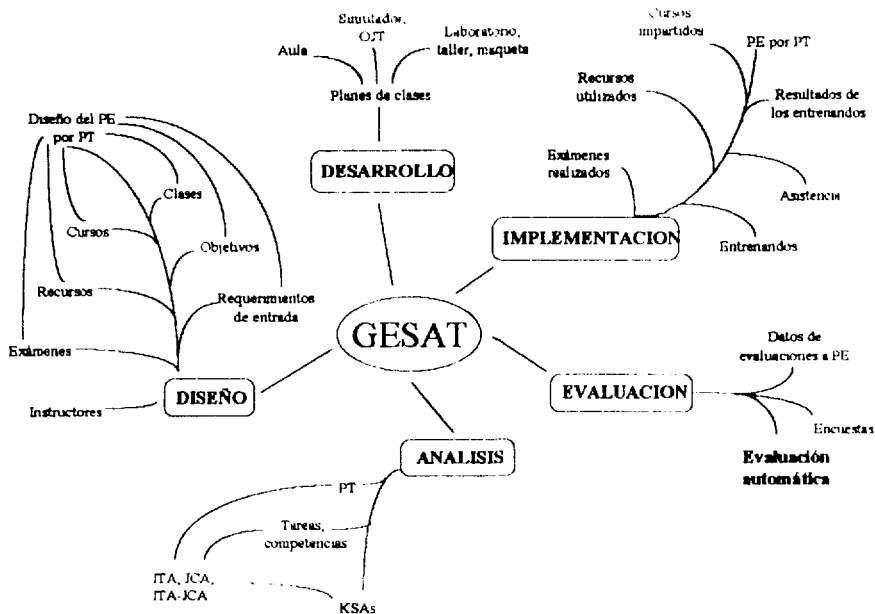 Simulador,
OJT
Aula
Laboratorio,
taller, maqueta
Planes de clases
DESARROLLO
Cursos
impartidos
PE por PT
Recursos
utilizados
Resultados de
los entrenandos
Exámenes
realizados
Asistencia
IMPLEMENTACION
Entrenandos
Diseño del PE
por PT
Clases
Cursos
Objetivos
Recursos
Requerimientos
de entrada
Exámenes
Instructores
DISEÑO
GESAT
Datos de
evaluaciones a PE
EVALUACION
Encuestas
Evaluación
automática
ANALISIS
PT
Tareas,
competencias
JTA, JCA,
JTA-JCA
KSAs